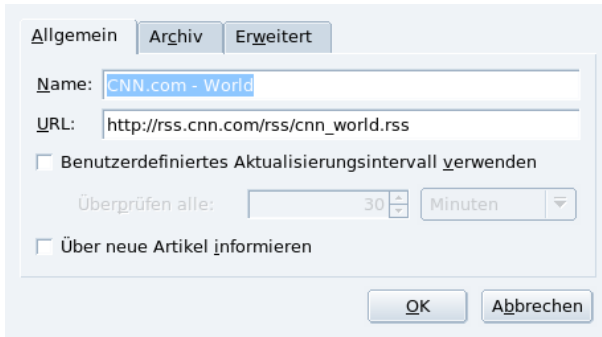 Allgemein Archiv Erweitert
Name: CNN.com - World
URL: http://rss.cnn.com/rss/cnn_world.rss
Benutzerdefiniertes Aktualisierungsintervall verwenden
Überprüfen alle: 30 Minuten
Über neue Artikel informieren
OK Abbrechen